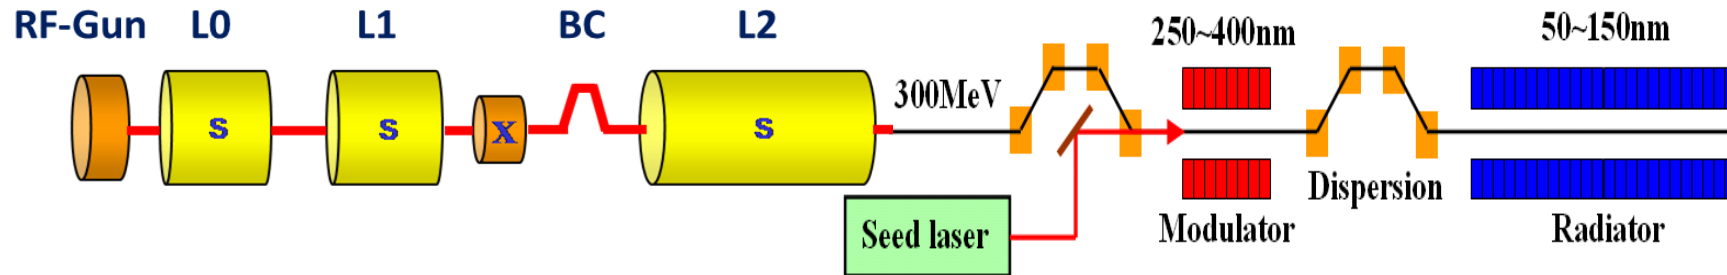 RF-Gun L0 L1 BC L2
S S X S
300MeV
250~400nm
50~150nm
Seed laser
Modulator
Dispersion
Radiator